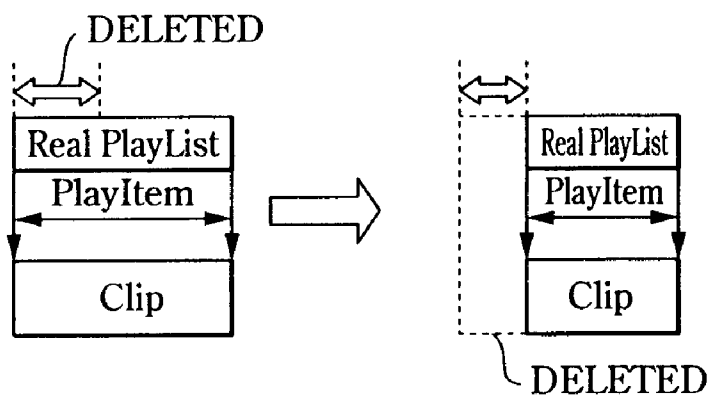 DELETED
Real PlayList
PlayItem
Clip
Real PlayList
PlayItem
Clip
DELETED